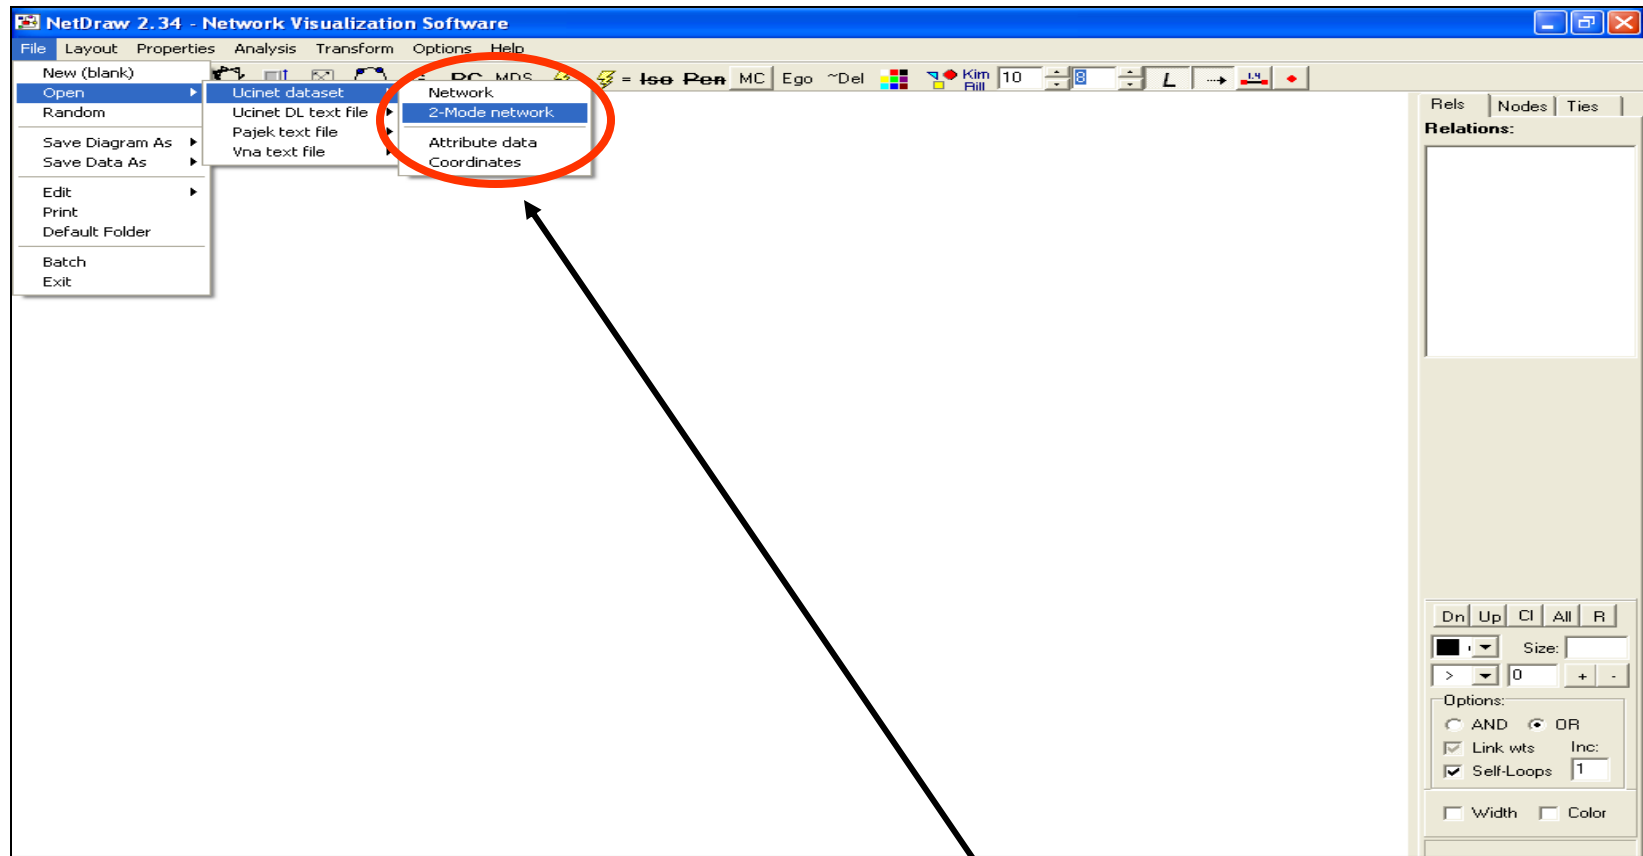 NetDraw 2.34 - Network Visualization Software
File Layout Properties Analysis Transform Options Help
MDS = Iso Pen MC Ego ~Del Kim Bill 10 8 L
New (blank)
Open
Random
Save Diagram As
Save Data As
Edit
Print
Default Folder
Batch
Exit
Ucinet dataset
Ucinet DL text file
Pajek text file
Vna text file
Network
2-Mode network
Attribute data
Coordinates
Rels Nodes Ties
Relations:
Dn Up Cl All R
Size:
> 0 + -
Options:
AND OR
Link wts Inc:
Self-Loops 1
Width Color